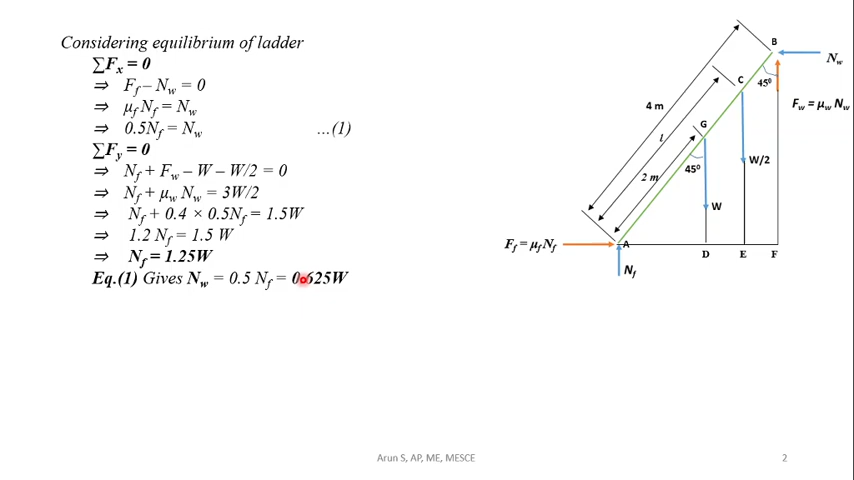 Considering equilibrium of ladder
∑Fx = 0
⇒ Ff – Nw = 0
⇒ μf Nf = Nw
⇒ 0.5Nf = Nw ...(1)
∑Fy = 0
⇒ Nf + Fw – W – W/2 = 0
⇒ Nf + μw Nw = 3W/2
⇒ Nf + 0.4 × 0.5Nf = 1.5W
⇒ 1.2 Nf = 1.5 W
⇒ Nf = 1.25W
Eq.(1) Gives Nw = 0.5 Nf = 0.625W
B
Nw
C
45⁰
4 m
Fw = μw Nw
G
l
W/2
45⁰
2 m
W
Ff = μf Nf
A
D
E
F
Nf
Arun S, AP, ME, MESCE
2